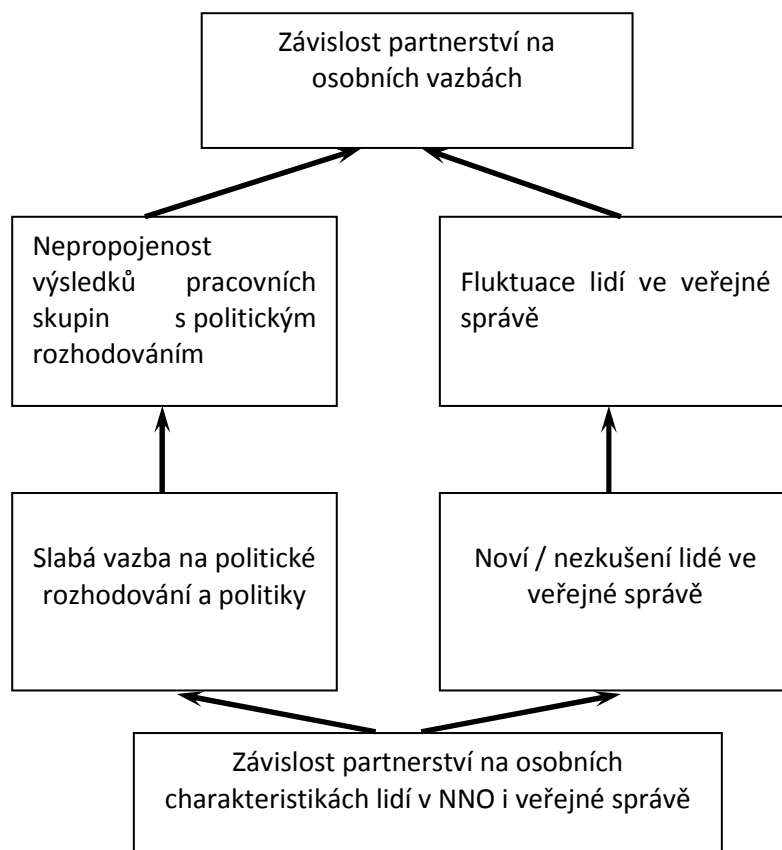 Závislost partnerství na
osobních vazbách
Nepropojenost
výsledků pracovních
skupin s politickým
rozhodováním
Fluktuace lidí ve veřejné
správě
Slabá vazba na politické
rozhodování a politiky
Noví / nezkušení lidé ve
veřejné správě
Závislost partnerství na osobních
charakteristikách lidí v NNO i veřejné správě